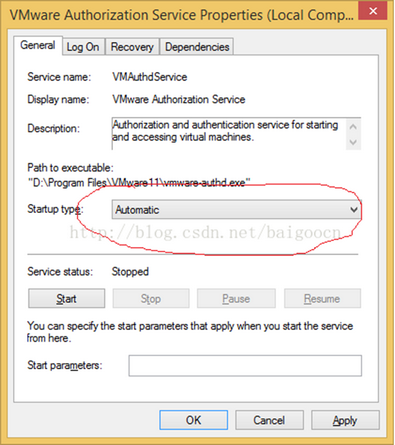 VMware Authorization Service Properties (Local Comp...
General
Log On
Recovery
Dependencies
Service name:
VMAuthdService
Display name:
VMware Authorization Service
Description:
Authorization and authentication service for starting
and accessing virtual machines.
Path to executable:
"D:\Program Files\VMware11\vmware-authd.exe"
Startup type:
Automatic
http://blog.csdn.net/baigoocn
Service status:
Stopped
Start
Stop
Pause
Resume
You can specify the start parameters that apply when you start the service
from here.
Start parameters:
OK
Cancel
Apply